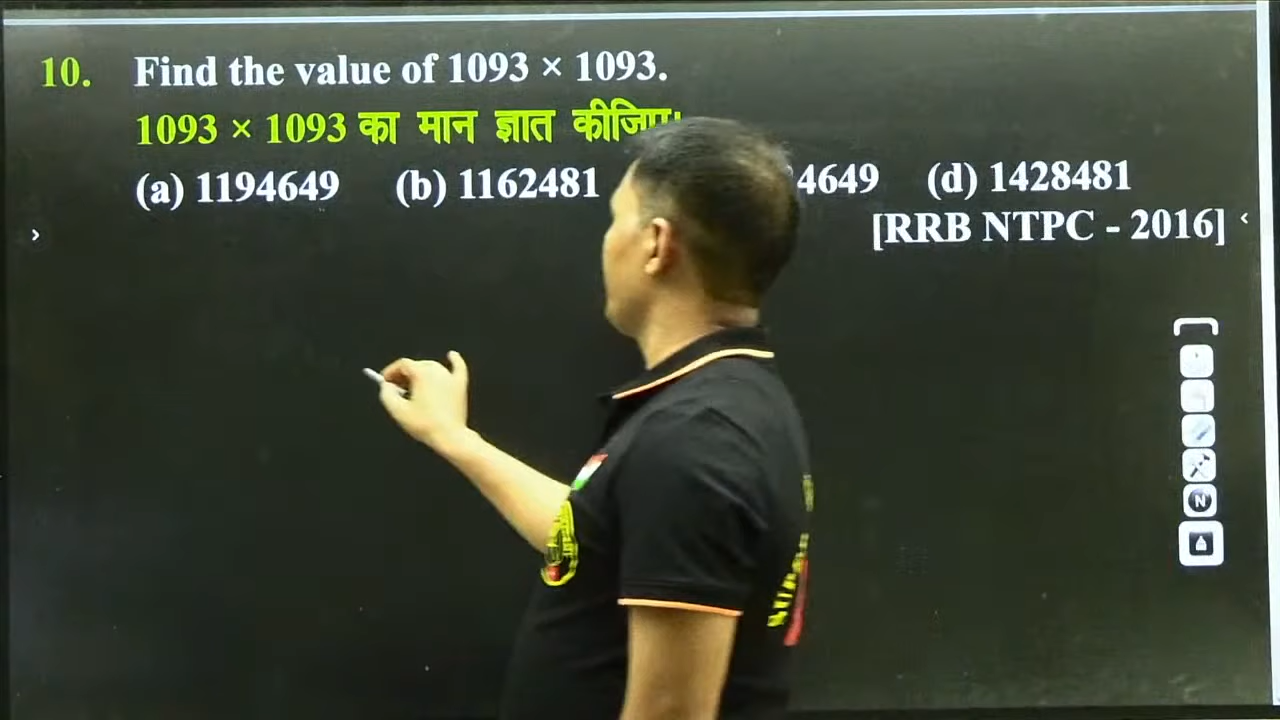 10. Find the value of 1093 × 1093.
1093 × 1093 का मान ज्ञात कीजिए।
(a) 1194649 (b) 1162481 4649 (d) 1428481
[RRB NTPC - 2016]
N